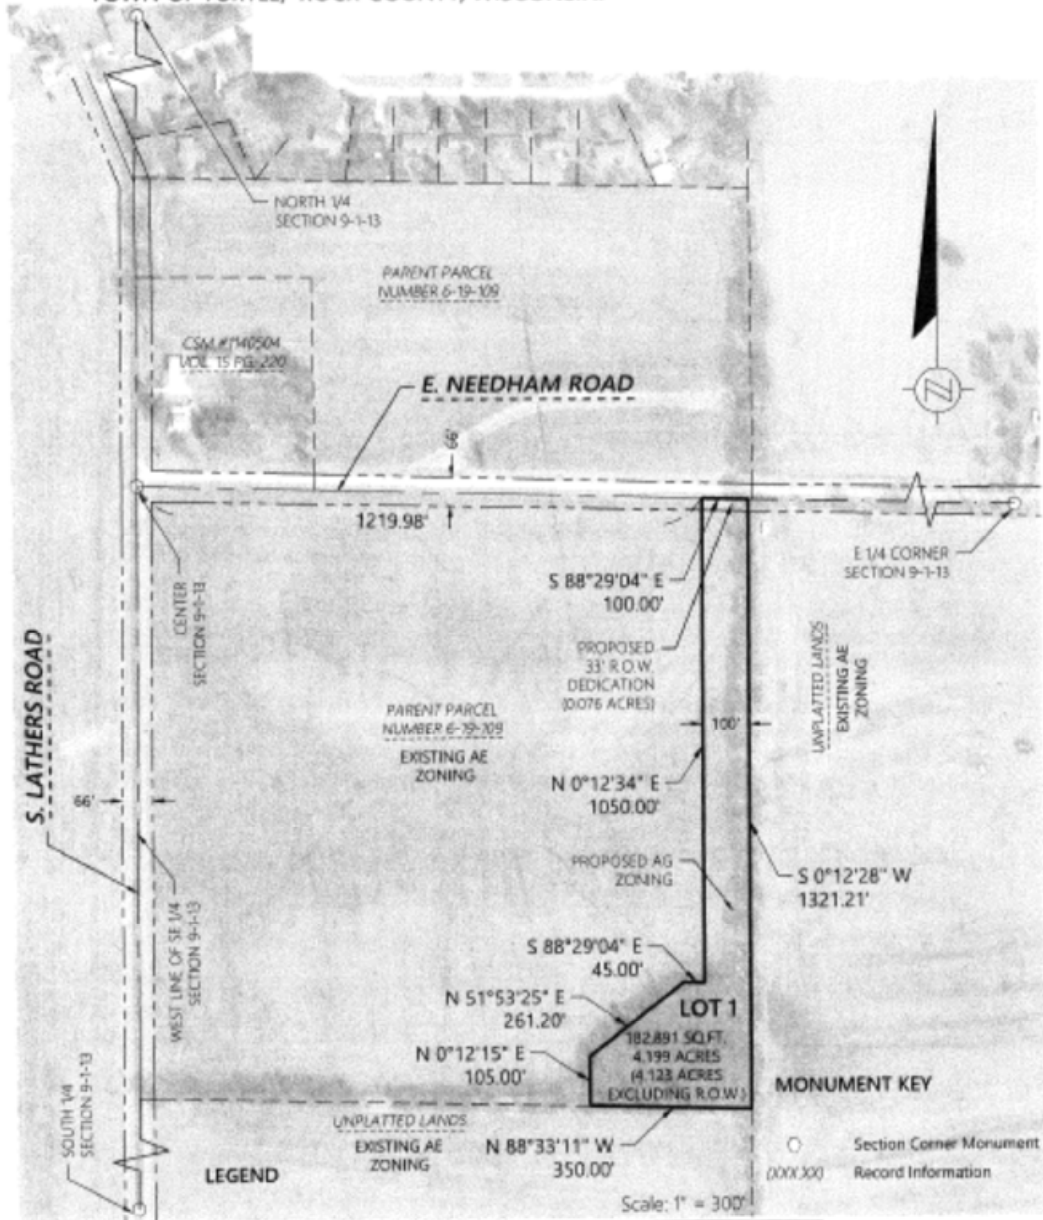 TOWN OF TURTLE, ROCK COUNTY,
NORTH 1/4
SECTION 9-1-13
PARENT PARCEL
NUMBER 6-19-109
CSM #1140504
VOL. 15 PG. 220
E. NEEDHAM ROAD
66'
1219.98'
E 1/4 CORNER
SECTION 9-1-13
CENTER
SECTION 9-1-13
S 88°29'04" E
100.00'
PROPOSED
33' R.O.W.
DEDICATION
(0.076 ACRES)
UNPLATTED LANDS
EXISTING AE
ZONING
S. LATHERS ROAD
PARENT PARCEL
NUMBER 6-19-109
EXISTING AE
ZONING
100'
N 0°12'34" E
1050.00'
66'
PROPOSED AG
ZONING
S 0°12'28" W
1321.21'
WEST LINE OF SE 1/4
SECTION 9-1-13
S 88°29'04" E
45.00'
N 51°53'25" E
261.20'
LOT 1
182,891 SQ.FT.
4.199 ACRES
(4.123 ACRES
EXCLUDING R.O.W.)
N 0°12'15" E
105.00'
SOUTH 1/4
SECTION 9-1-13
UNPLATTED LANDS
EXISTING AE
ZONING
N 88°33'11" W
350.00'
MONUMENT KEY
Section Corner Monument
(XXX.XX) Record Information
LEGEND
Scale: 1" = 300'